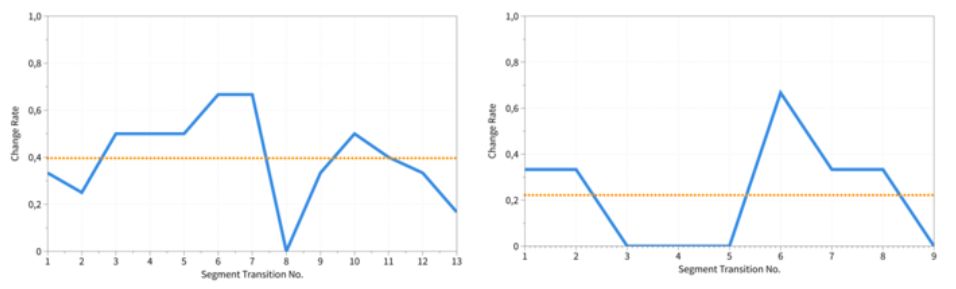 1,0
0,8
0,6
0,4
0,2
0
Change Rate
1 2 3 4 5 6 7 8 9 10 11 12 13
Segment Transition No.
1,0
0,8
0,6
0,4
0,2
0
Change Rate
1 2 3 4 5 6 7 8 9
Segment Transition No.